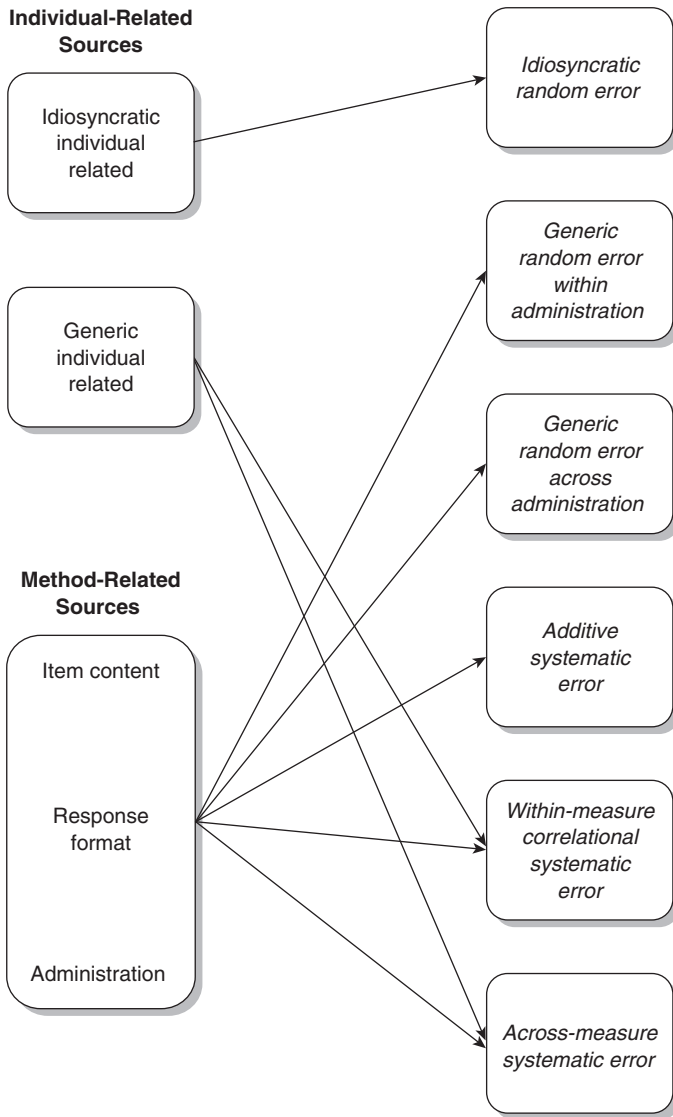 Individual-Related
Sources
Idiosyncratic
individual
related
Generic
individual
related
Method-Related
Sources
Item content
Response
format
Administration
Idiosyncratic
random error
Generic
random error
within
administration
Generic
random error
across
administration
Additive
systematic
error
Within-measure
correlational
systematic
error
Across-measure
systematic error